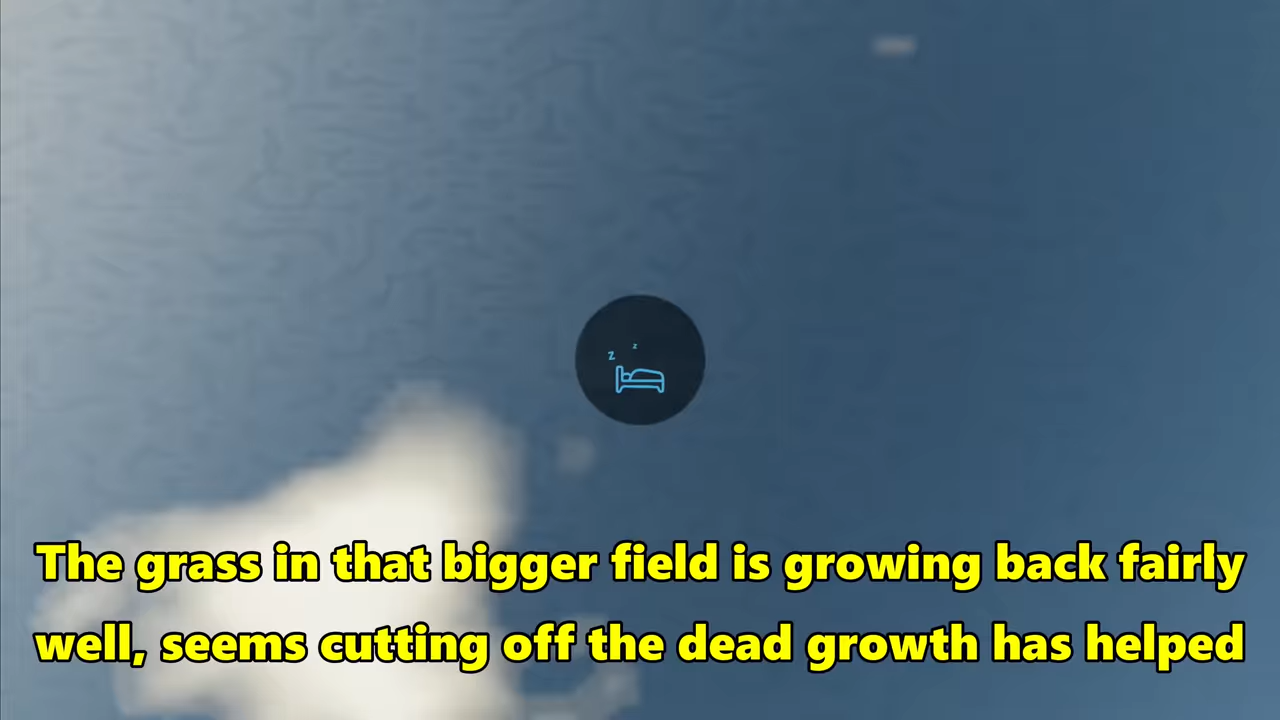 z z
The grass in that bigger field is growing back fairly
well, seems cutting off the dead growth has helped